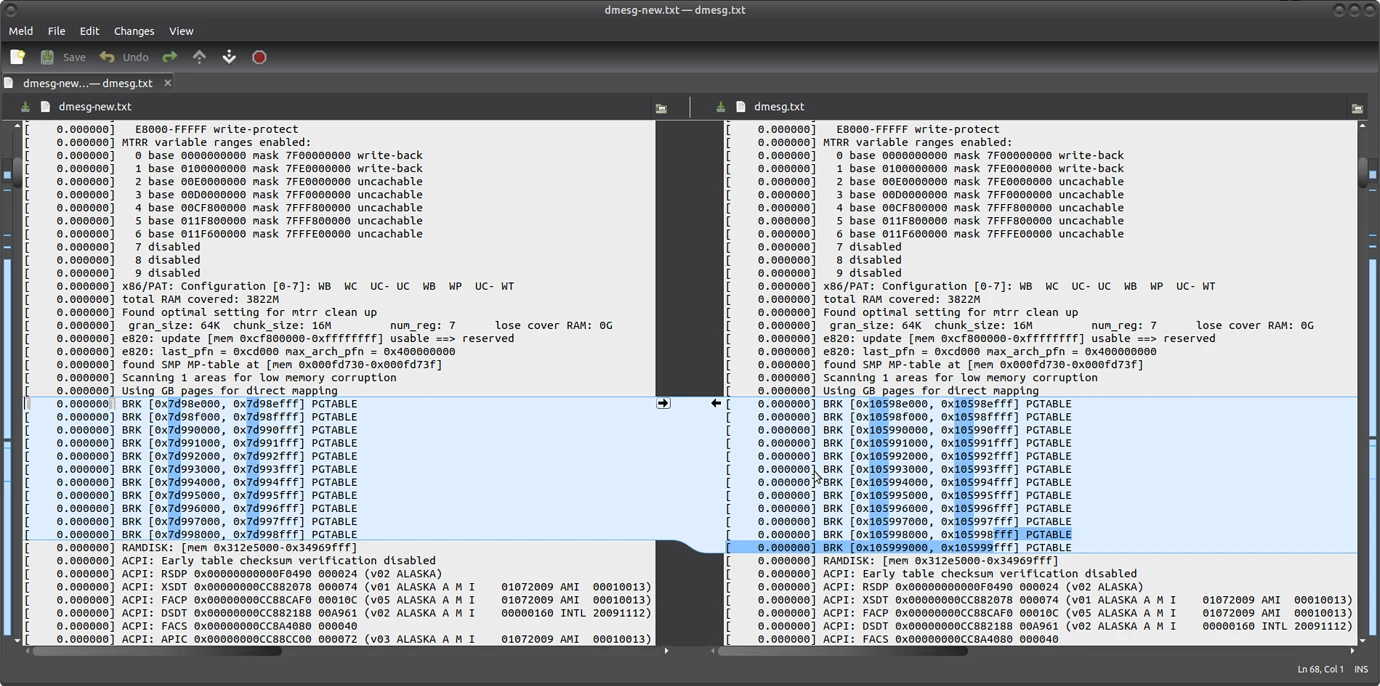 dmesg-new.txt — dmesg.txt
Meld File Edit Changes View
Save Undo
dmesg-new...— dmesg.txt ×
dmesg-new.txt
[    0.000000]   E8000-FFFFF write-protect
[    0.000000] MTRR variable ranges enabled:
[    0.000000]   0 base 0000000000 mask 7F00000000 write-back
[    0.000000]   1 base 0100000000 mask 7FE0000000 write-back
[    0.000000]   2 base 00E0000000 mask 7FE0000000 uncachable
[    0.000000]   3 base 00D0000000 mask 7FF0000000 uncachable
[    0.000000]   4 base 00CF800000 mask 7FFF800000 uncachable
[    0.000000]   5 base 011F800000 mask 7FFF800000 uncachable
[    0.000000]   6 base 011F600000 mask 7FFFE00000 uncachable
[    0.000000]   7 disabled
[    0.000000]   8 disabled
[    0.000000]   9 disabled
[    0.000000] x86/PAT: Configuration [0-7]: WB  WC  UC- UC  WB  WP  UC- WT
[    0.000000] total RAM covered: 3822M
[    0.000000] Found optimal setting for mtrr clean up
[    0.000000]  gran_size: 64K  chunk_size: 16M         num_reg: 7      lose cover RAM: 0G
[    0.000000] e820: update [mem 0xcf800000-0xffffffff] usable ==> reserved
[    0.000000] e820: last_pfn = 0xcd000 max_arch_pfn = 0x400000000
[    0.000000] found SMP MP-table at [mem 0x000fd730-0x000fd73f]
[    0.000000] Scanning 1 areas for low memory corruption
[    0.000000] Using GB pages for direct mapping
[    0.000000] BRK [0x7d98e000, 0x7d98efff] PGTABLE
[    0.000000] BRK [0x7d98f000, 0x7d98ffff] PGTABLE
[    0.000000] BRK [0x7d990000, 0x7d990fff] PGTABLE
[    0.000000] BRK [0x7d991000, 0x7d991fff] PGTABLE
[    0.000000] BRK [0x7d992000, 0x7d992fff] PGTABLE
[    0.000000] BRK [0x7d993000, 0x7d993fff] PGTABLE
[    0.000000] BRK [0x7d994000, 0x7d994fff] PGTABLE
[    0.000000] BRK [0x7d995000, 0x7d995fff] PGTABLE
[    0.000000] BRK [0x7d996000, 0x7d996fff] PGTABLE
[    0.000000] BRK [0x7d997000, 0x7d997fff] PGTABLE
[    0.000000] BRK [0x7d998000, 0x7d998fff] PGTABLE
[    0.000000] RAMDISK: [mem 0x312e5000-0x34969fff]
[    0.000000] ACPI: Early table checksum verification disabled
[    0.000000] ACPI: RSDP 0x00000000000F0490 000024 (v02 ALASKA)
[    0.000000] ACPI: XSDT 0x00000000CC882078 000074 (v01 ALASKA A M I    01072009 AMI  00010013)
[    0.000000] ACPI: FACP 0x00000000CC88CAF0 00010C (v05 ALASKA A M I    01072009 AMI  00010013)
[    0.000000] ACPI: DSDT 0x00000000CC882188 00A961 (v02 ALASKA A M I    00000160 INTL 20091112)
[    0.000000] ACPI: FACS 0x00000000CC8A4080 000040
[    0.000000] ACPI: APIC 0x00000000CC88CC00 000072 (v03 ALASKA A M I    01072009 AMI  00010013)
dmesg.txt
[    0.000000]   E8000-FFFFF write-protect
[    0.000000] MTRR variable ranges enabled:
[    0.000000]   0 base 0000000000 mask 7F00000000 write-back
[    0.000000]   1 base 0100000000 mask 7FE0000000 write-back
[    0.000000]   2 base 00E0000000 mask 7FE0000000 uncachable
[    0.000000]   3 base 00D0000000 mask 7FF0000000 uncachable
[    0.000000]   4 base 00CF800000 mask 7FFF800000 uncachable
[    0.000000]   5 base 011F800000 mask 7FFF800000 uncachable
[    0.000000]   6 base 011F600000 mask 7FFFE00000 uncachable
[    0.000000]   7 disabled
[    0.000000]   8 disabled
[    0.000000]   9 disabled
[    0.000000] x86/PAT: Configuration [0-7]: WB  WC  UC- UC  WB  WP  UC- WT
[    0.000000] total RAM covered: 3822M
[    0.000000] Found optimal setting for mtrr clean up
[    0.000000]  gran_size: 64K  chunk_size: 16M         num_reg: 7      lose cover RAM: 0G
[    0.000000] e820: update [mem 0xcf800000-0xffffffff] usable ==> reserved
[    0.000000] e820: last_pfn = 0xcd000 max_arch_pfn = 0x400000000
[    0.000000] found SMP MP-table at [mem 0x000fd730-0x000fd73f]
[    0.000000] Scanning 1 areas for low memory corruption
[    0.000000] Using GB pages for direct mapping
[    0.000000] BRK [0x10598e000, 0x10598efff] PGTABLE
[    0.000000] BRK [0x10598f000, 0x10598ffff] PGTABLE
[    0.000000] BRK [0x105990000, 0x105990fff] PGTABLE
[    0.000000] BRK [0x105991000, 0x105991fff] PGTABLE
[    0.000000] BRK [0x105992000, 0x105992fff] PGTABLE
[    0.000000] BRK [0x105993000, 0x105993fff] PGTABLE
[    0.000000] BRK [0x105994000, 0x105994fff] PGTABLE
[    0.000000] BRK [0x105995000, 0x105995fff] PGTABLE
[    0.000000] BRK [0x105996000, 0x105996fff] PGTABLE
[    0.000000] BRK [0x105997000, 0x105997fff] PGTABLE
[    0.000000] BRK [0x105998000, 0x105998fff] PGTABLE
[    0.000000] BRK [0x105999000, 0x105999fff] PGTABLE
[    0.000000] RAMDISK: [mem 0x312e5000-0x34969fff]
[    0.000000] ACPI: Early table checksum verification disabled
[    0.000000] ACPI: RSDP 0x00000000000F0490 000024 (v02 ALASKA)
[    0.000000] ACPI: XSDT 0x00000000CC882078 000074 (v01 ALASKA A M I    01072009 AMI  00010013)
[    0.000000] ACPI: FACP 0x00000000CC88CAF0 00010C (v05 ALASKA A M I    01072009 AMI  00010013)
[    0.000000] ACPI: DSDT 0x00000000CC882188 00A961 (v02 ALASKA A M I    00000160 INTL 20091112)
[    0.000000] ACPI: FACS 0x00000000CC8A4080 000040
Ln 68, Col 1 INS